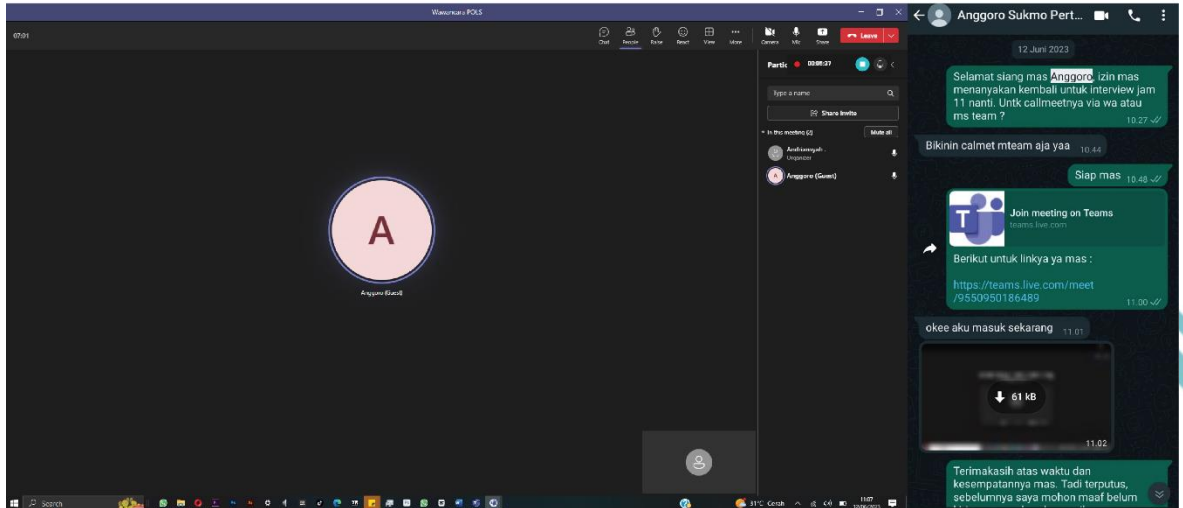 Wawancara POLS
07:01
Chat People Raise React View More Camera Mic Share Leave
Partic
Type a name
Share Invite
In this meeting (2) Mute all
Andriansyah .
Organizer
Anggoro (Guest)
A
A
Anggoro (Guest)
Search
31°C Cerah
11:07
12/06/2023
Anggoro Sukmo Pert...
12 Juni 2023
Selamat siang mas Anggoro, izin mas
menanyakan kembali untuk interview jam
11 nanti. Untk callmeetnya via wa atau
ms team ?
10.27
Bikinin calmet mteam aja yaa 10.44
Siap mas 10.48
Join meeting on Teams
teams.live.com
Berikut untuk linkya ya mas :
https://teams.live.com/meet
/9550950186489
11.00
okee aku masuk sekarang 11.01
61 kB
11.02
Terimakasih atas waktu dan
kesempatannya mas. Tadi terputus,
sebelumnya saya mohon maaf belum